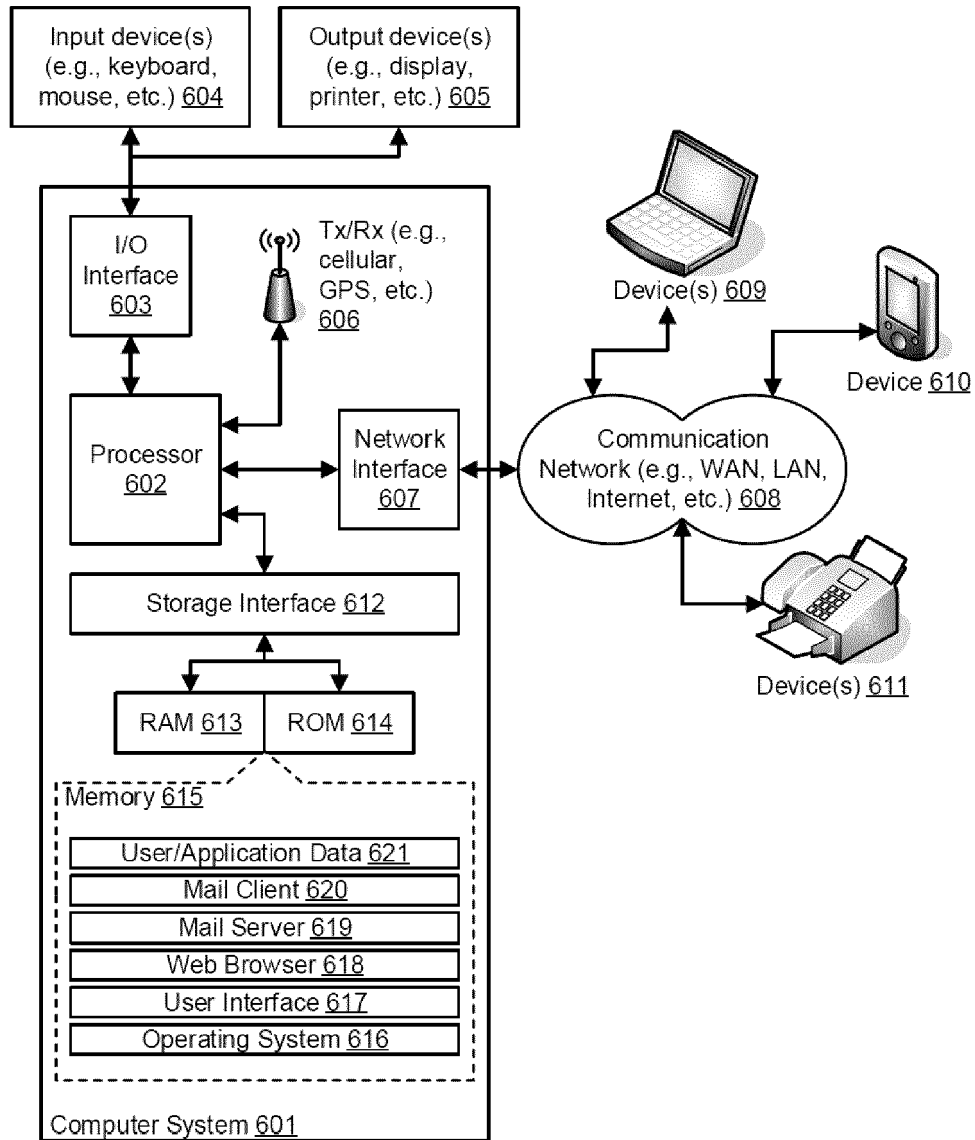 Input device(s)
(e.g., keyboard,
mouse, etc.) 604
Output device(s)
(e.g., display,
printer, etc.) 605
I/O
Interface
603
Tx/Rx (e.g.,
cellular,
GPS, etc.)
606
Device(s) 609
Device 610
Processor
602
Network
Interface
607
Communication
Network (e.g., WAN, LAN,
Internet, etc.) 608
Storage Interface 612
Device(s) 611
RAM 613
ROM 614
Memory 615
User/Application Data 621
Mail Client 620
Mail Server 619
Web Browser 618
User Interface 617
Operating System 616
Computer System 601